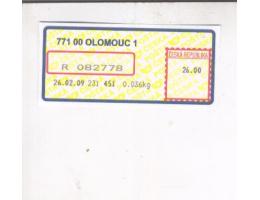 771 00 OLOMOUC 1
ČESKÁ REPUBLIKA
R 082778
26.00
26.02.09 231 451 0.036kg